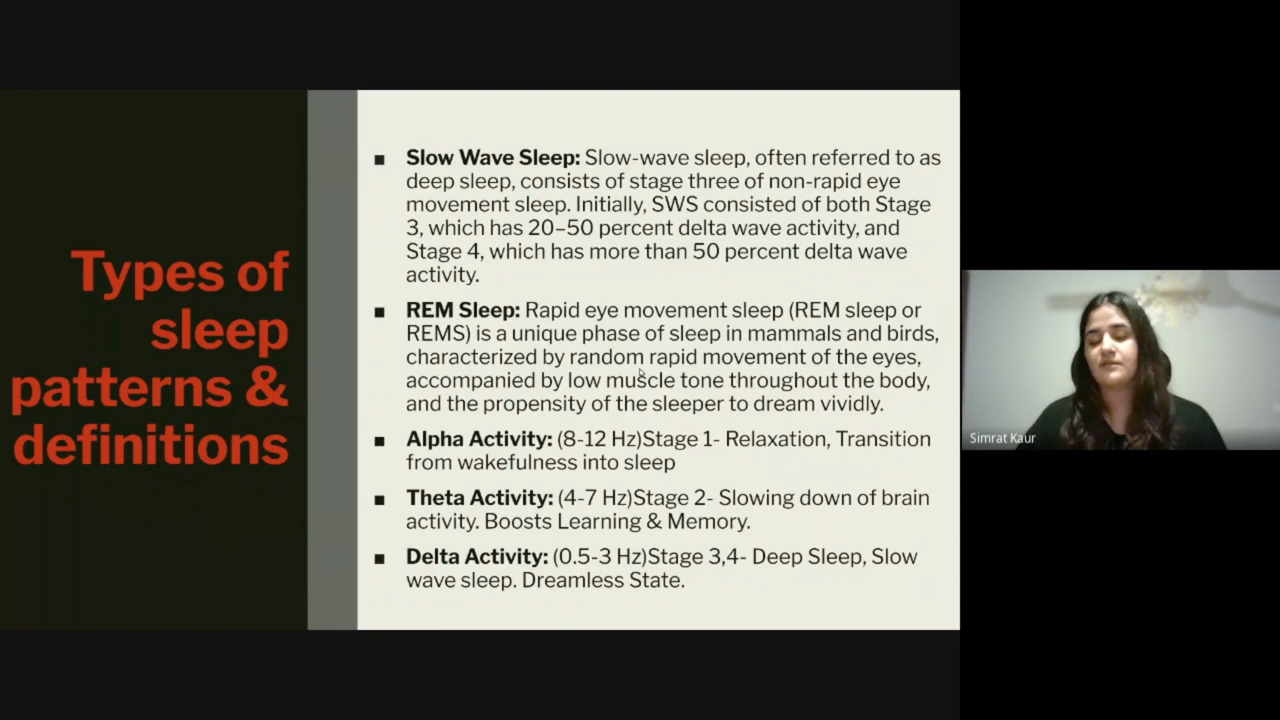 Types of
sleep
patterns &
definitions
▪ Slow Wave Sleep: Slow-wave sleep, often referred to as
deep sleep, consists of stage three of non-rapid eye
movement sleep. Initially, SWS consisted of both Stage
3, which has 20–50 percent delta wave activity, and
Stage 4, which has more than 50 percent delta wave
activity.
▪ REM Sleep: Rapid eye movement sleep (REM sleep or
REMS) is a unique phase of sleep in mammals and birds,
characterized by random rapid movement of the eyes,
accompanied by low muscle tone throughout the body,
and the propensity of the sleeper to dream vividly.
▪ Alpha Activity: (8-12 Hz)Stage 1- Relaxation, Transition
from wakefulness into sleep
▪ Theta Activity: (4-7 Hz)Stage 2- Slowing down of brain
activity. Boosts Learning & Memory.
▪ Delta Activity: (0.5-3 Hz)Stage 3,4- Deep Sleep, Slow
wave sleep. Dreamless State.
Simrat Kaur